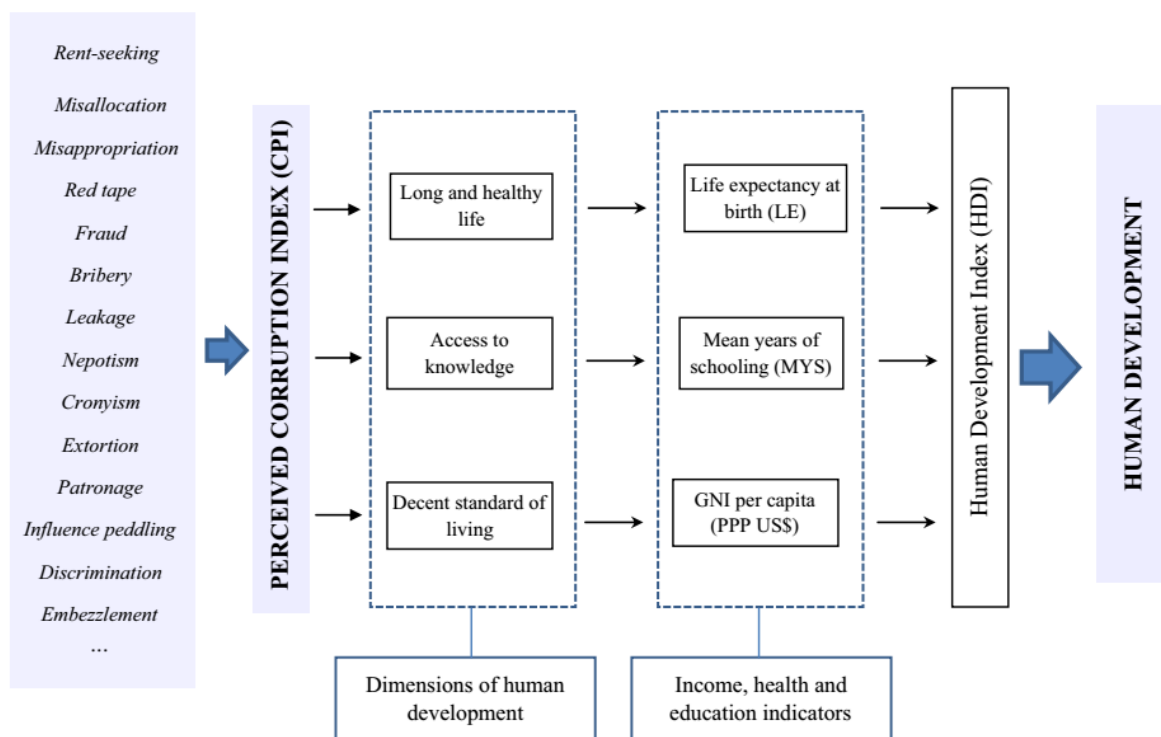 Rent-seeking
Misallocation
Misappropriation
Red tape
Fraud
Bribery
Leakage
Nepotism
Cronyism
Extortion
Patronage
Influence peddling
Discrimination
Embezzlement
…
PERCEIVED CORRUPTION INDEX (CPI)
Long and healthy
life
Access to
knowledge
Decent standard of
living
Dimensions of human
development
Life expectancy at
birth (LE)
Mean years of
schooling (MYS)
GNI per capita
(PPP US$)
Income, health and
education indicators
Human Development Index (HDI)
HUMAN DEVELOPMENT